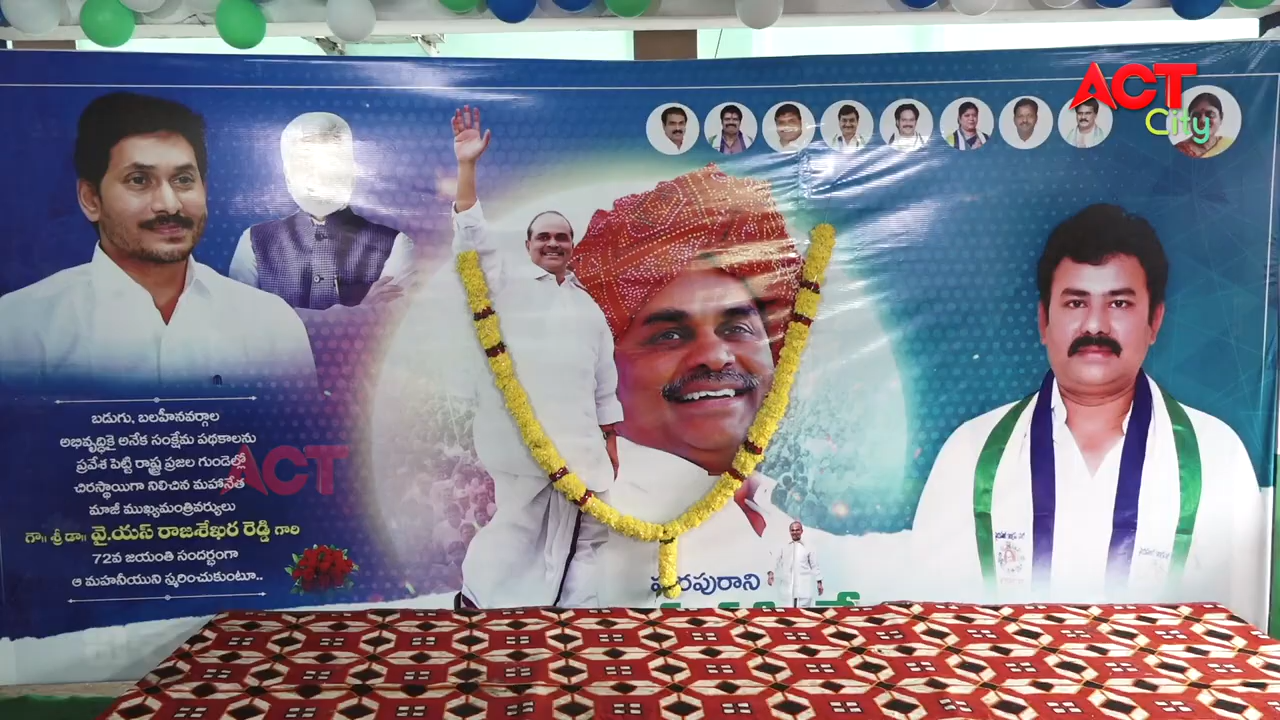 ACT
City
బడుగు, బలహీనవర్గాల
అభివృద్ధికై అనేక సంక్షేమ పథకాలను
ప్రవేశ పెట్టి రాష్ట్ర ప్రజల గుండెల్లో
చిరస్థాయిగా నిలిచిన మహానేత
ACT
మాజీ ముఖ్యమంత్రివర్యులు
గౌ॥ శ్రీ డా॥ వై.యస్ రాజశేఖర రెడ్డి గారి
72వ జయంతి సందర్భంగా
ఆ మహనీయుని స్మరించుకుంటూ..